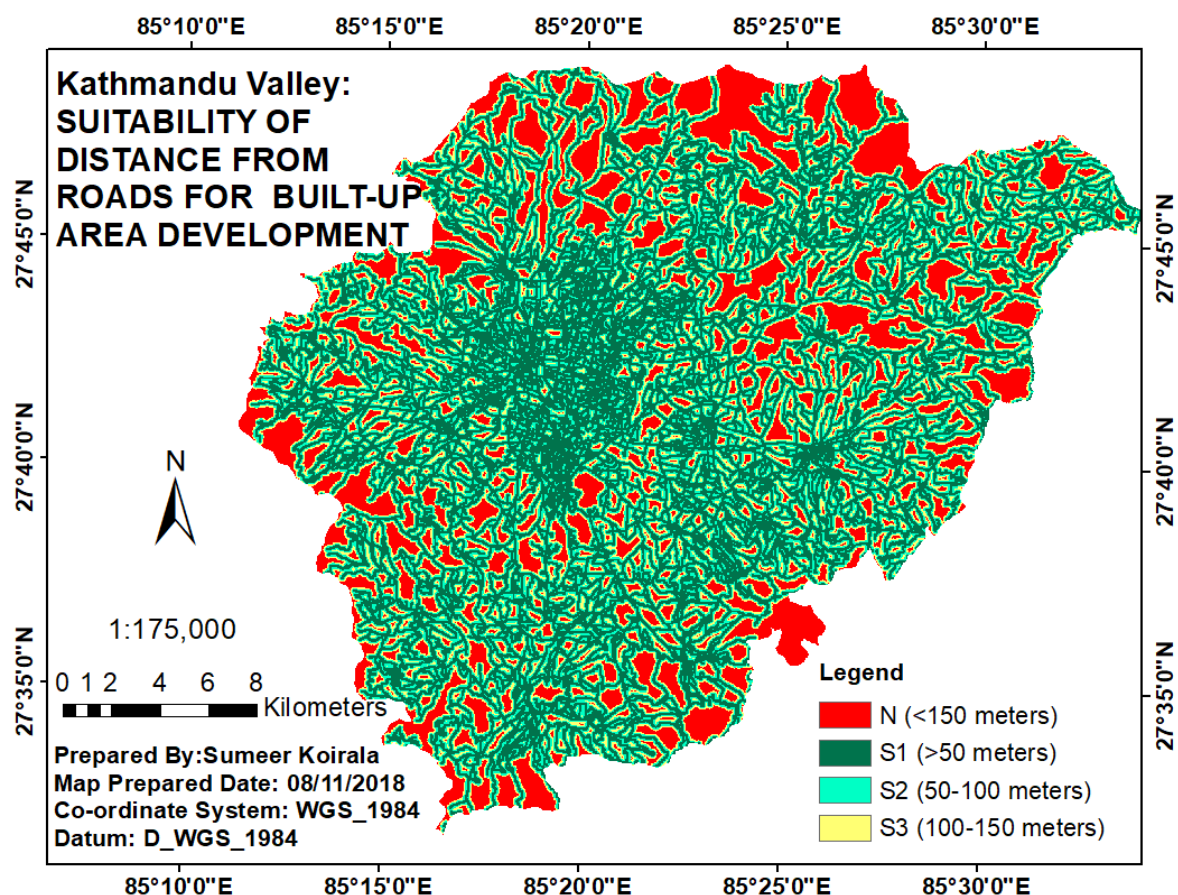 85°10'0"E 85°15'0"E 85°20'0"E 85°25'0"E 85°30'0"E
Kathmandu Valley:
SUITABILITY OF
DISTANCE FROM
ROADS FOR BUILT-UP
AREA DEVELOPMENT
27°45'0"N
27°45'0"N
27°40'0"N
27°40'0"N
N
1:175,000
27°35'0"N
27°35'0"N
0 1 2 4 6 8
Kilometers
Legend
N (<150 meters)
S1 (>50 meters)
S2 (50-100 meters)
S3 (100-150 meters)
Prepared By:Sumeer Koirala
Map Prepared Date: 08/11/2018
Co-ordinate System: WGS_1984
Datum: D_WGS_1984
85°10'0"E 85°15'0"E 85°20'0"E 85°25'0"E 85°30'0"E